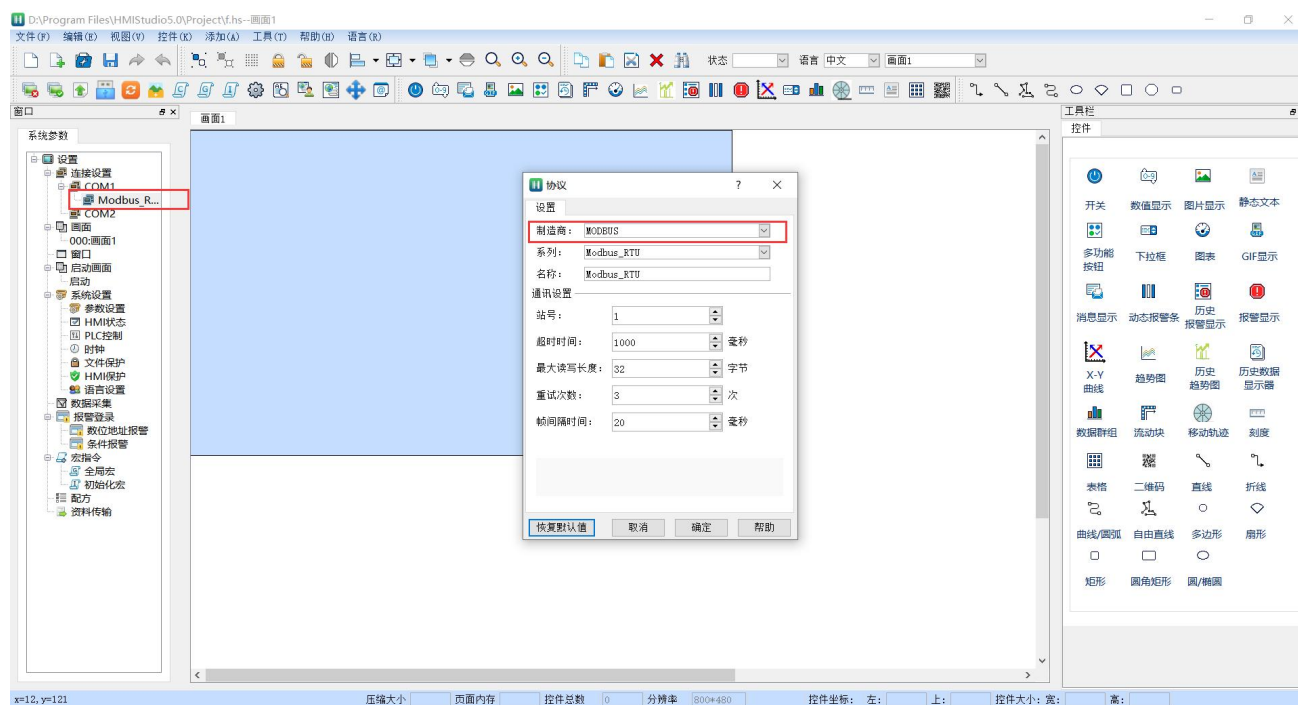 D:\Program Files\HMIStudio5.0\Project\f.hs--画面1
文件(F) 编辑(E) 视图(V) 控件(K) 添加(A) 工具(T) 帮助(H) 语言(R)
状态 语言 中文 画面1
窗口
系统参数
设置
连接设置
COM1
Modbus_R...
COM2
画面
000:画面1
窗口
启动画面
启动
系统设置
参数设置
HMI状态
PLC控制
时钟
文件保护
HMI保护
语言设置
数据采集
报警登录
数位地址报警
条件报警
宏指令
全局宏
初始化宏
配方
资料传输
画面1
协议 ?
设置
制造商: MODBUS
系列: Modbus_RTU
名称: Modbus_RTU
通讯设置
站号: 1
超时时间: 1000 毫秒
最大读写长度: 32 字节
重试次数: 3 次
帧间隔时间: 20 毫秒
恢复默认值 取消 确定 帮助
工具栏
控件
开关 数值显示 图片显示 静态文本
多功能按钮 下拉框 图表 GIF显示
消息显示 动态报警条 历史报警显示 报警显示
X-Y曲线 趋势图 历史趋势图 历史数据显示器
数据群组 流动块 移动轨迹 刻度
表格 二维码 直线 折线
曲线/圆弧 自由直线 多边形 扇形
矩形 圆角矩形 圆/椭圆
x=12,y=121 压缩大小 页面内存 控件总数 0 分辨率 800*480 控件坐标: 左: 上: 控件大小: 宽: 高: